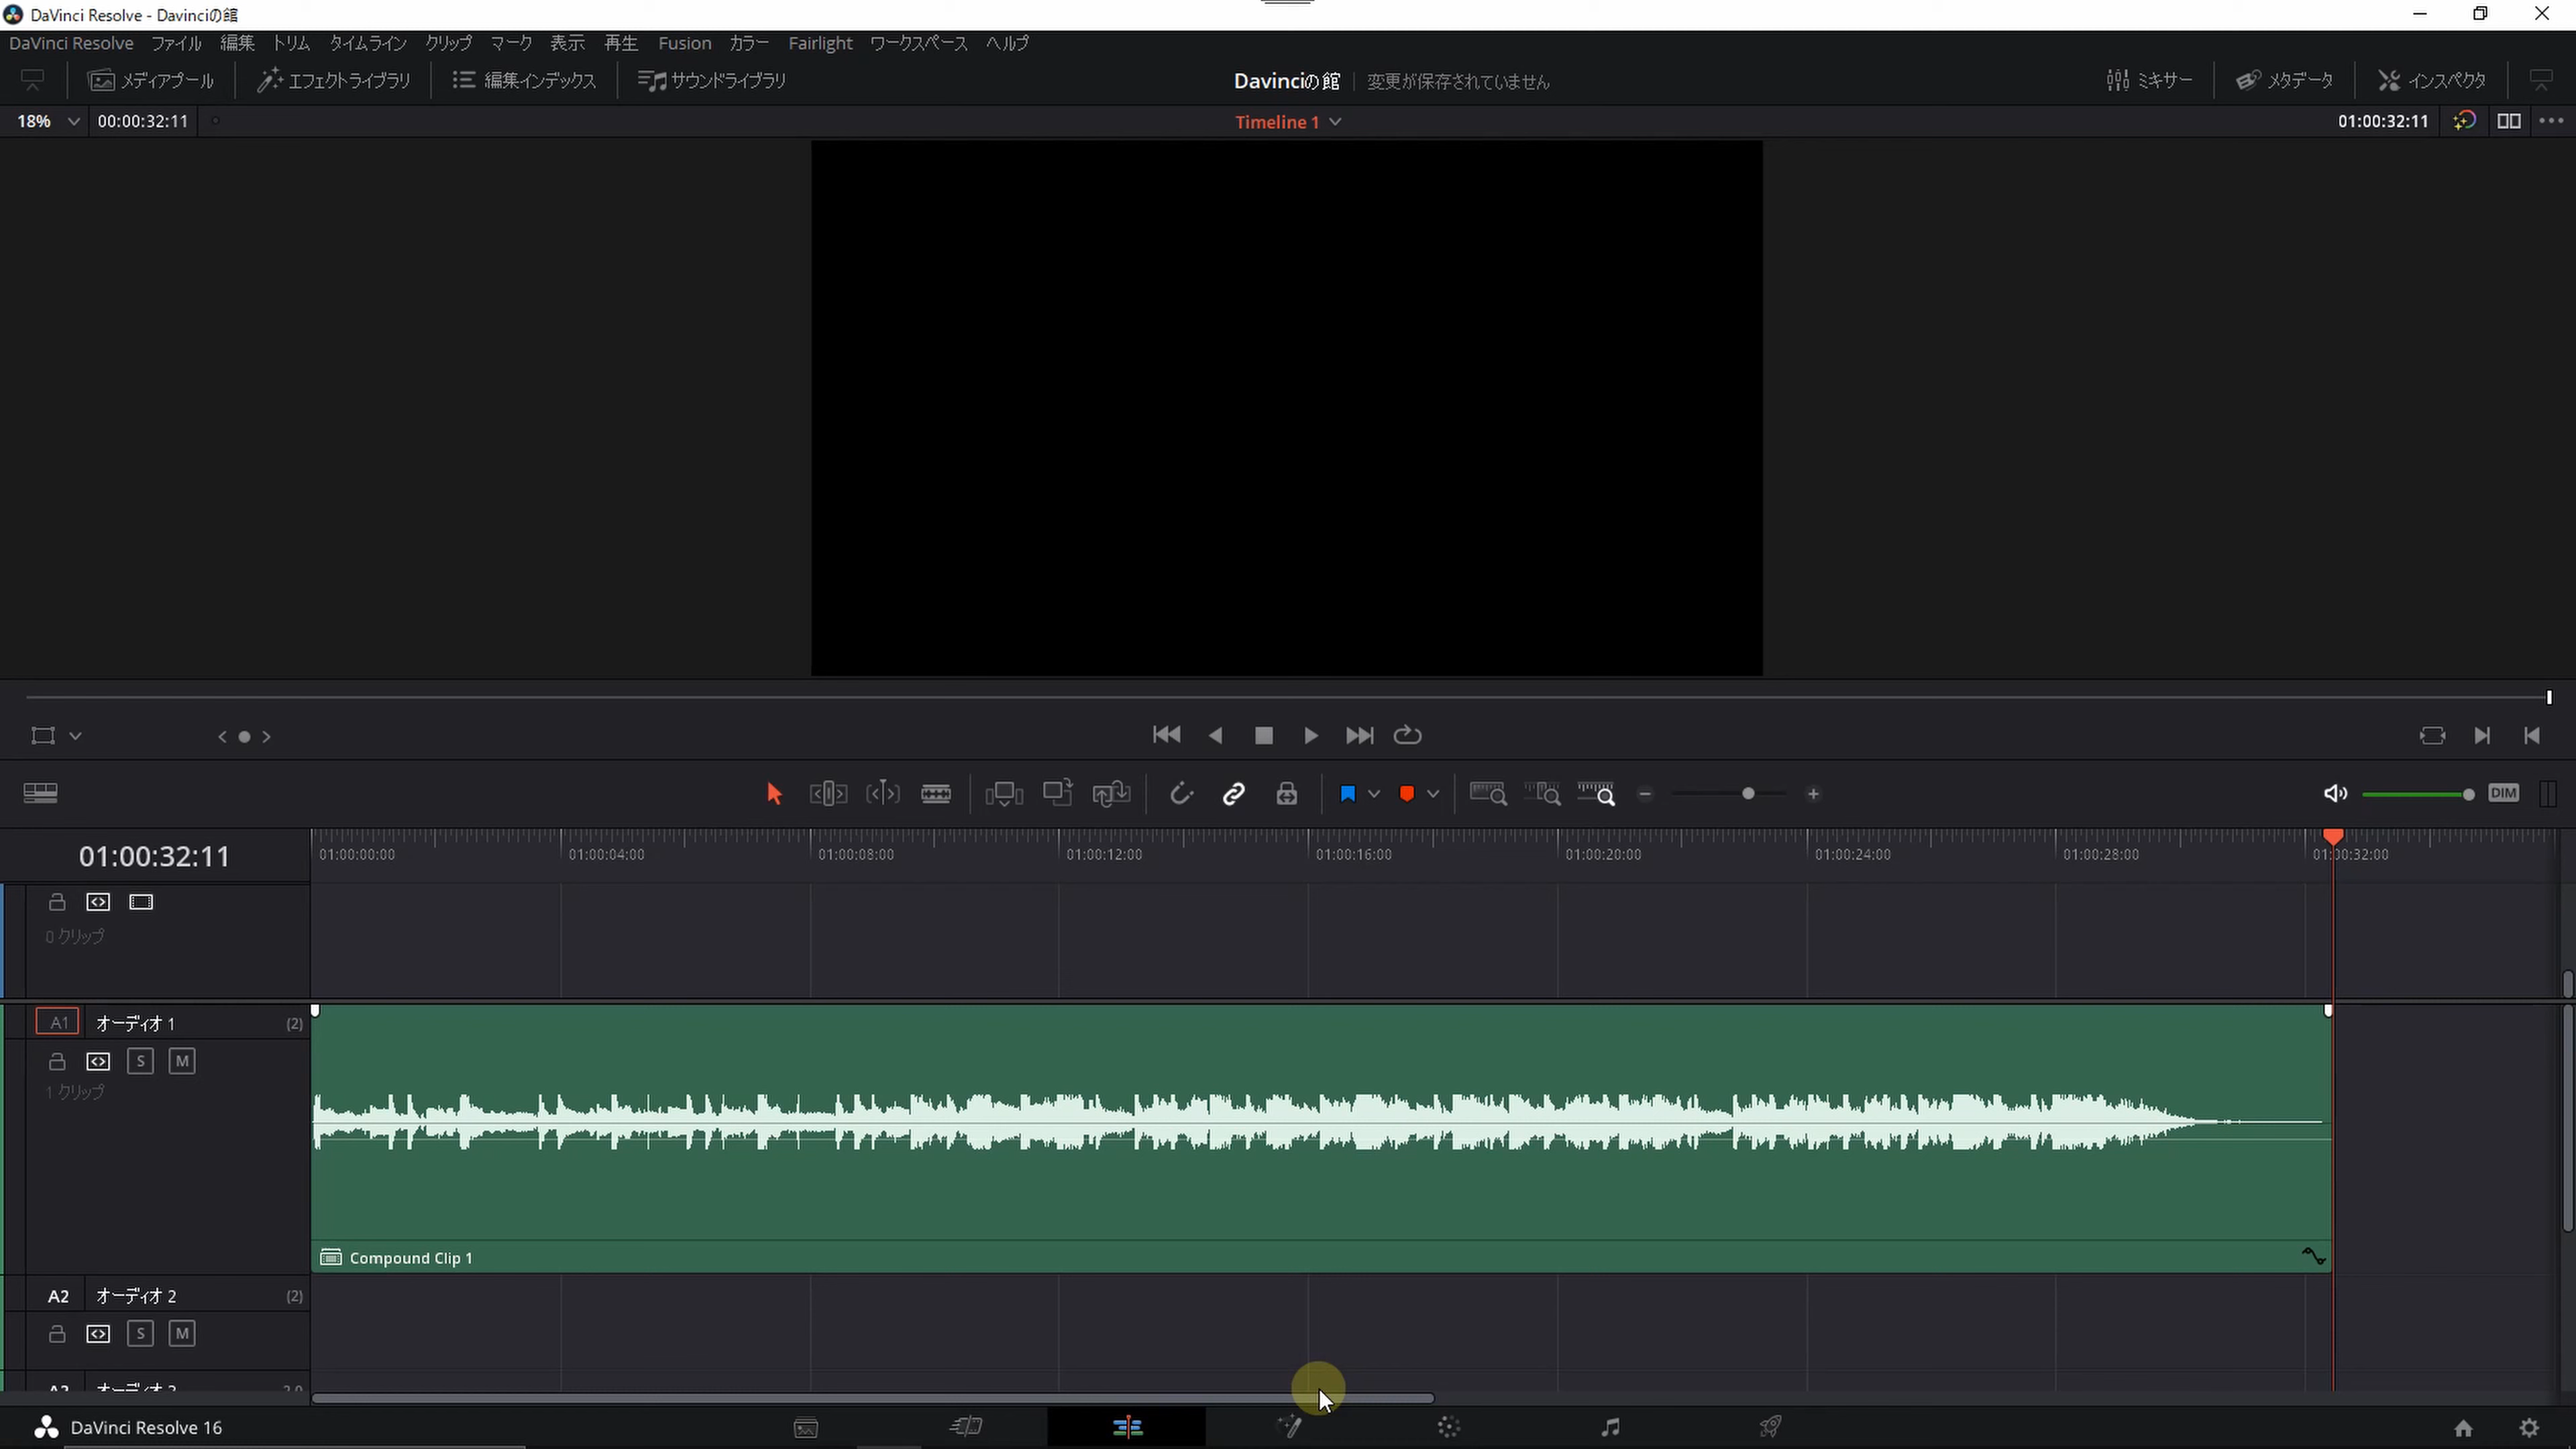 DaVinci Resolve - Davinciの館
DaVinci Resolve ファイル 編集 トリム タイムライン クリップ マーク 表示 再生 Fusion カラー Fairlight ワークスペース ヘルプ
メディアプール エフェクトライブラリ 編集インデックス サウンドライブラリ Davinciの館 変更が保存されていません ミキサー メタデータ インスペクタ
18% 00:00:32:11 Timeline 1 01:00:32:11
DIM
01:00:32:11 01:00:00:00 01:00:04:00 01:00:08:00 01:00:12:00 01:00:16:00 01:00:20:00 01:00:24:00 01:00:28:00 01:00:32:00
0 クリップ
A1 オーディオ 1 (2)
S M
1 クリップ
Compound Clip 1
A2 オーディオ 2 (2)
S M
DaVinci Resolve 16